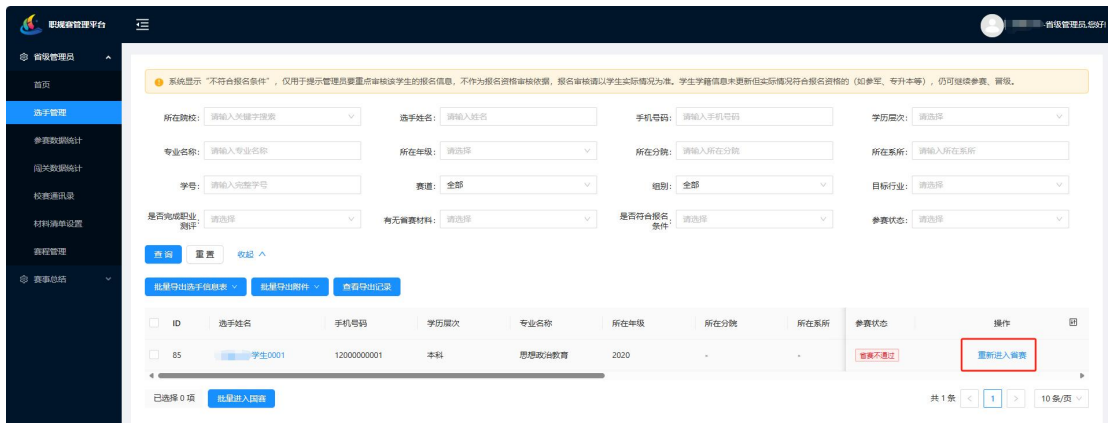 职规赛管理平台
-省级管理员,您好!
省级管理员
首页
选手管理
参赛数据统计
闯关数据统计
校赛通讯录
材料清单设置
赛程管理
赛事总结
系统显示“不符合报名条件”,仅用于提示管理员要重点审核该学生的报名信息,不作为报名资格审核依据,报名审核请以学生实际情况为准。学生学籍信息未更新但实际情况符合报名资格的(如参军、专升本等),仍可继续参赛、晋级。
所在院校: 请输入关键字搜索 选手姓名: 请输入姓名 手机号码: 请输入手机号码 学历层次: 请选择
专业名称: 请输入专业名称 所在年级: 请选择 所在分院: 请输入所在分院 所在系所: 请输入所在系所
学号: 请输入完整学号 赛道: 全部 组别: 全部 目标行业: 请选择
是否完成职业测评: 请选择 有无省赛材料: 请选择 是否符合报名条件: 请选择 参赛状态: 请选择
查询 重置 收起
批量导出选手信息表 批量导出附件 查看导出记录
ID 选手姓名 手机号码 学历层次 专业名称 所在年级 所在分院 所在系所 参赛状态 操作
85 学生0001 12000000001 本科 思想政治教育 2020 - - 省赛不通过 重新进入省赛
已选择 0 项 批量进入国赛 共 1 条 < 1 > 10 条/页